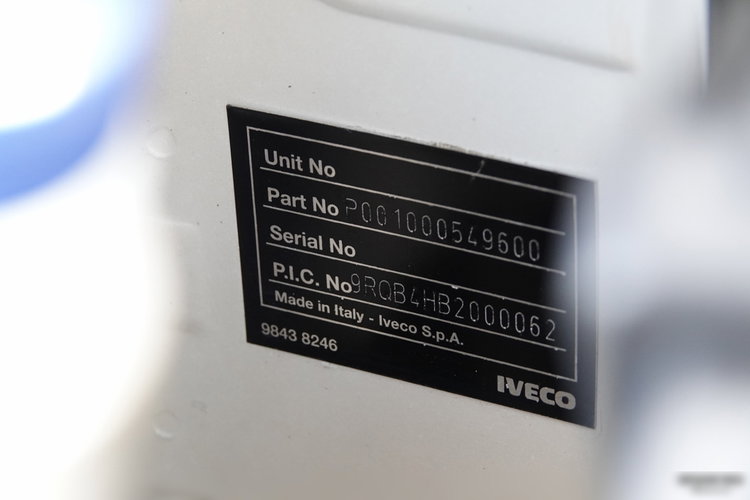 Unit No
Part No P001000549600
Serial No
P.I.C. No 9RQB4HB2000062
Made in Italy - Iveco S.p.A.
9843 8246
IVECO